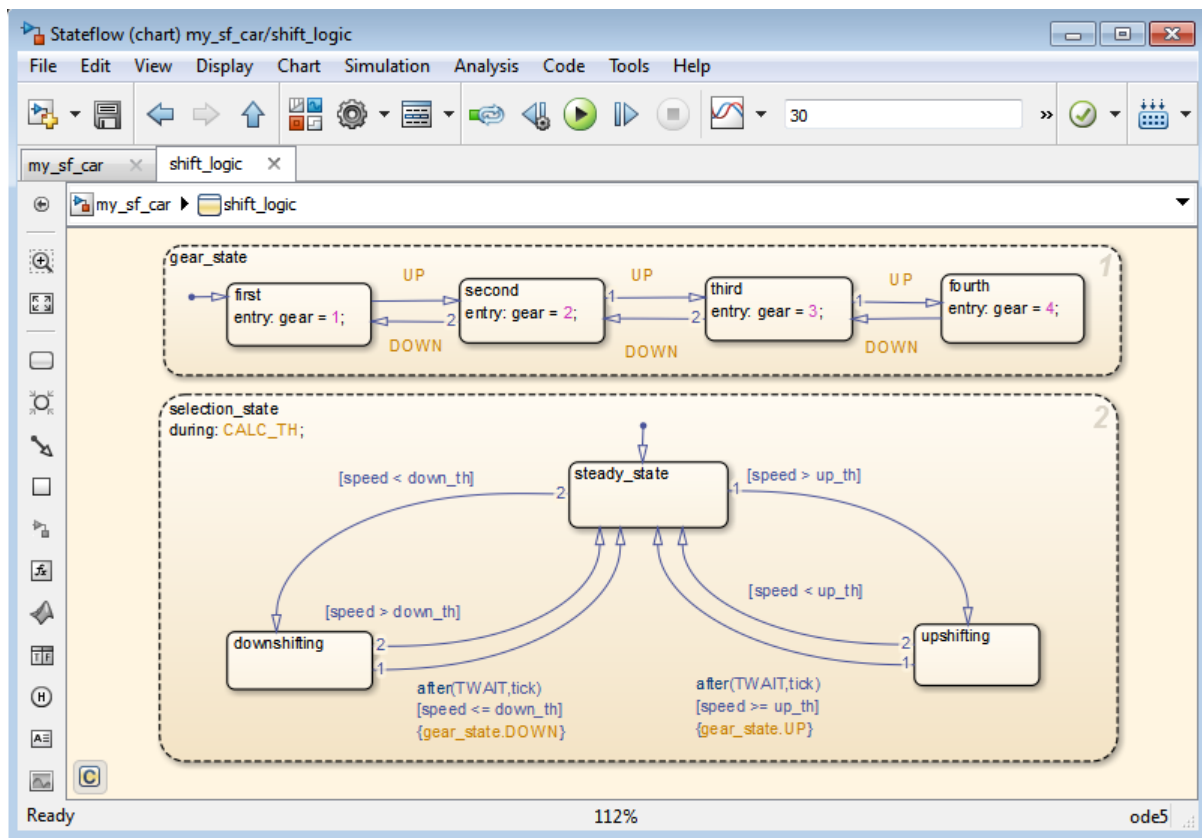 Stateflow (chart) my_sf_car/shift_logic
File Edit View Display Chart Simulation Analysis Code Tools Help
30 »
my_sf_car shift_logic
my_sf_car shift_logic
gear_state
1
UP
UP
UP
first
entry: gear = 1;
second
entry: gear = 2;
third
entry: gear = 3;
fourth
entry: gear = 4;
1
2
1
2
1
DOWN
DOWN
DOWN
selection_state
during: CALC_TH;
2
steady_state
[speed < down_th]
2
1
[speed > up_th]
[speed > down_th]
[speed < up_th]
downshifting
2
1
upshifting
2
1
after(TWAIT,tick)
[speed <= down_th]
{gear_state.DOWN}
after(TWAIT,tick)
[speed >= up_th]
{gear_state.UP}
fx
T F
H
A
C
Ready 112% ode5